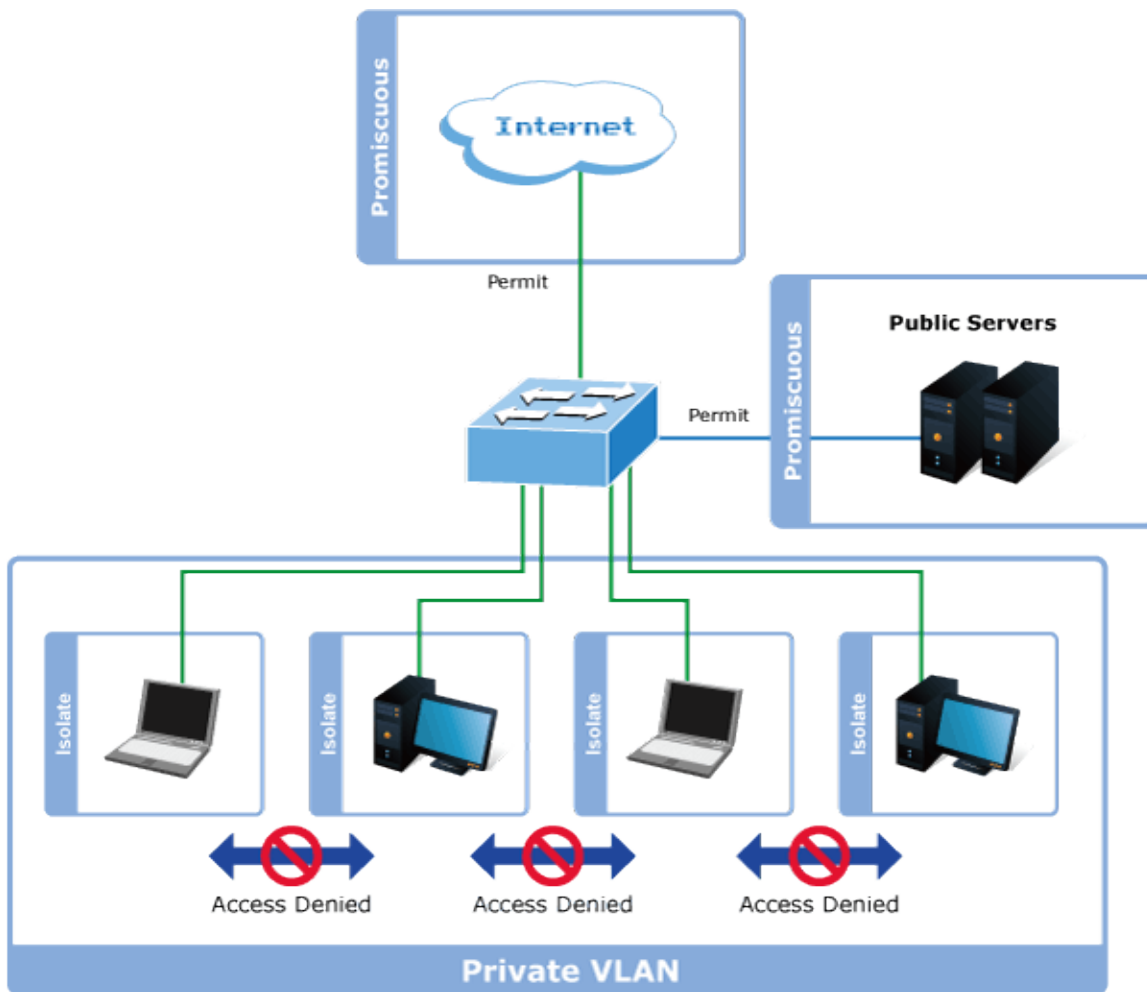 Promiscuous
Internet
Permit
Promiscuous
Public Servers
Permit
Isolate
Isolate
Isolate
Isolate
Access Denied
Access Denied
Access Denied
Private VLAN